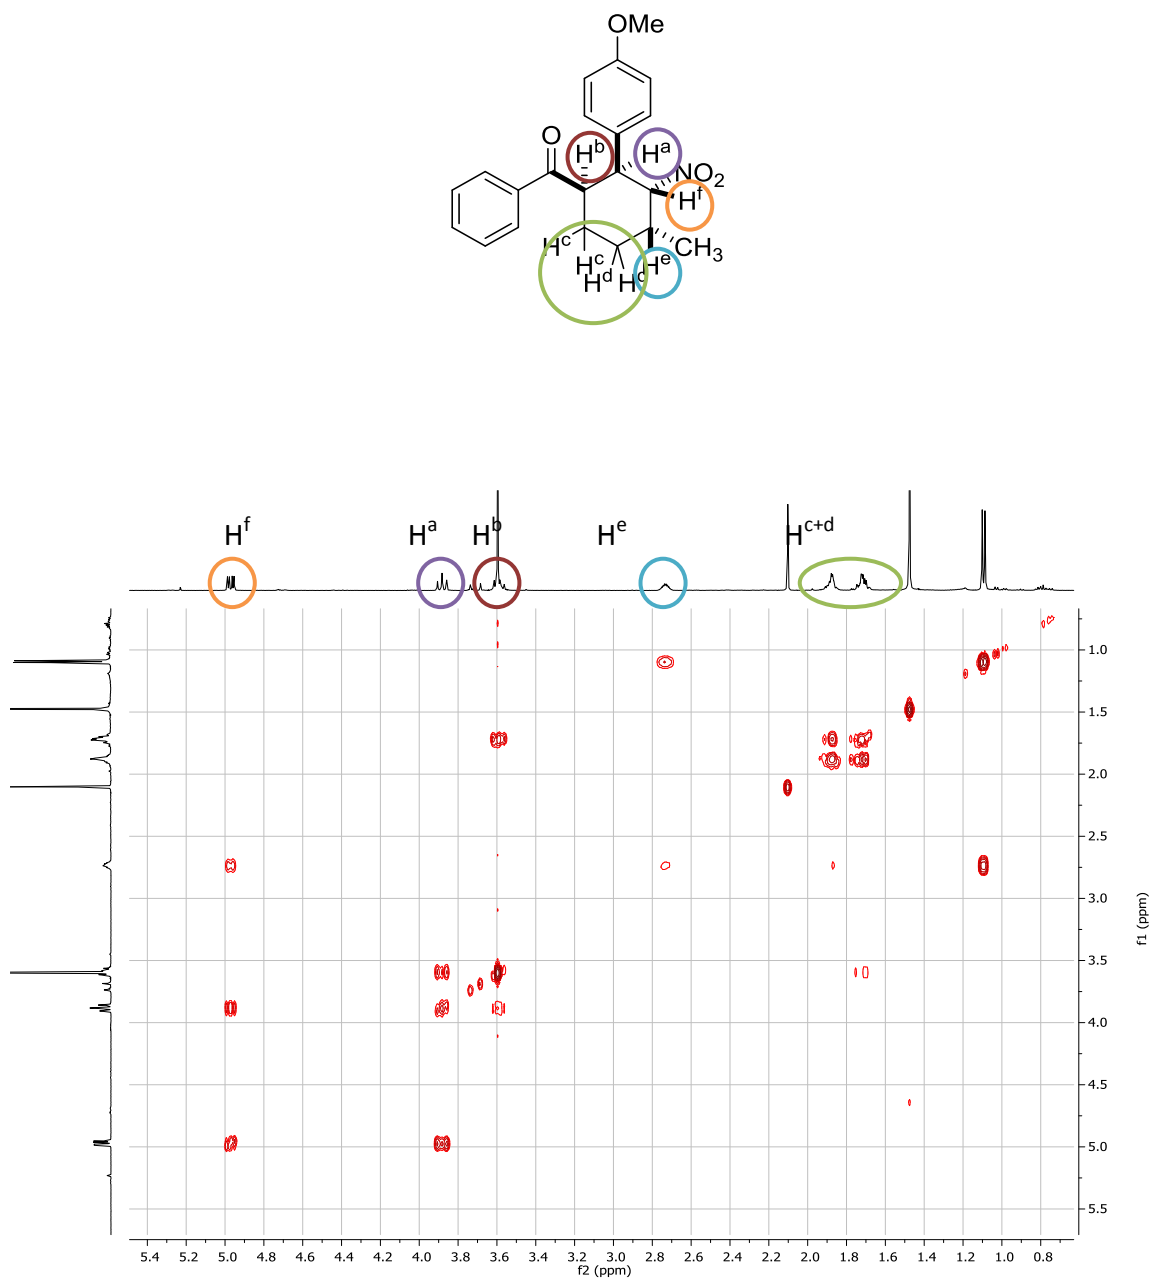 OMe
O
H^b
H^a
NO₂
H^f
H^c
CH₃
H^c
H^e
H^d
H^d
H^f
H^a
H^b
H^e
H^c+d
1.0
1.5
2.0
2.5
3.0
3.5
4.0
4.5
5.0
5.5
f1 (ppm)
5.4 5.2 5.0 4.8 4.6 4.4 4.2 4.0 3.8 3.6 3.4 3.2 3.0 2.8 2.6 2.4 2.2 2.0 1.8 1.6 1.4 1.2 1.0 0.8
f2 (ppm)